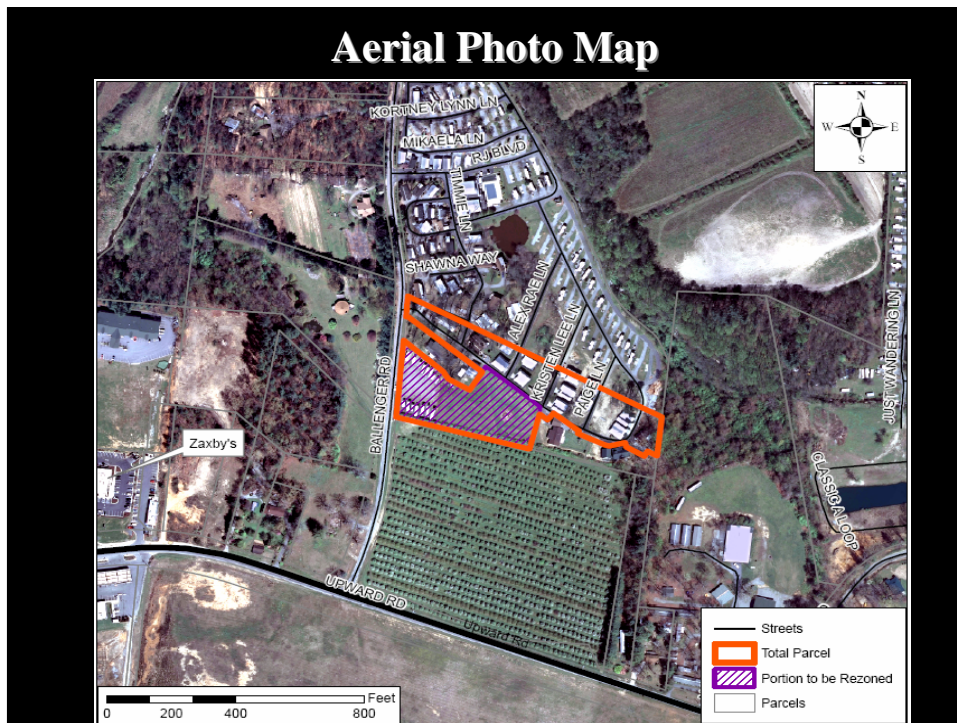 Aerial Photo Map
N
W E
S
KORTNEY LYNN LN
MIKAELA LN
RJ BLVD
TIMMIE LN
SHAWNA WAY
ALEX RAE LN
KRISTEN LEE LN
PAIGE LN
BALLENGER RD
JUST WANDERING LN
CLASSICA LOOP
Zaxby's
UPWARD RD
Upward Rd
Streets
Total Parcel
Portion to be Rezoned
Parcels
Feet
0 200 400 800